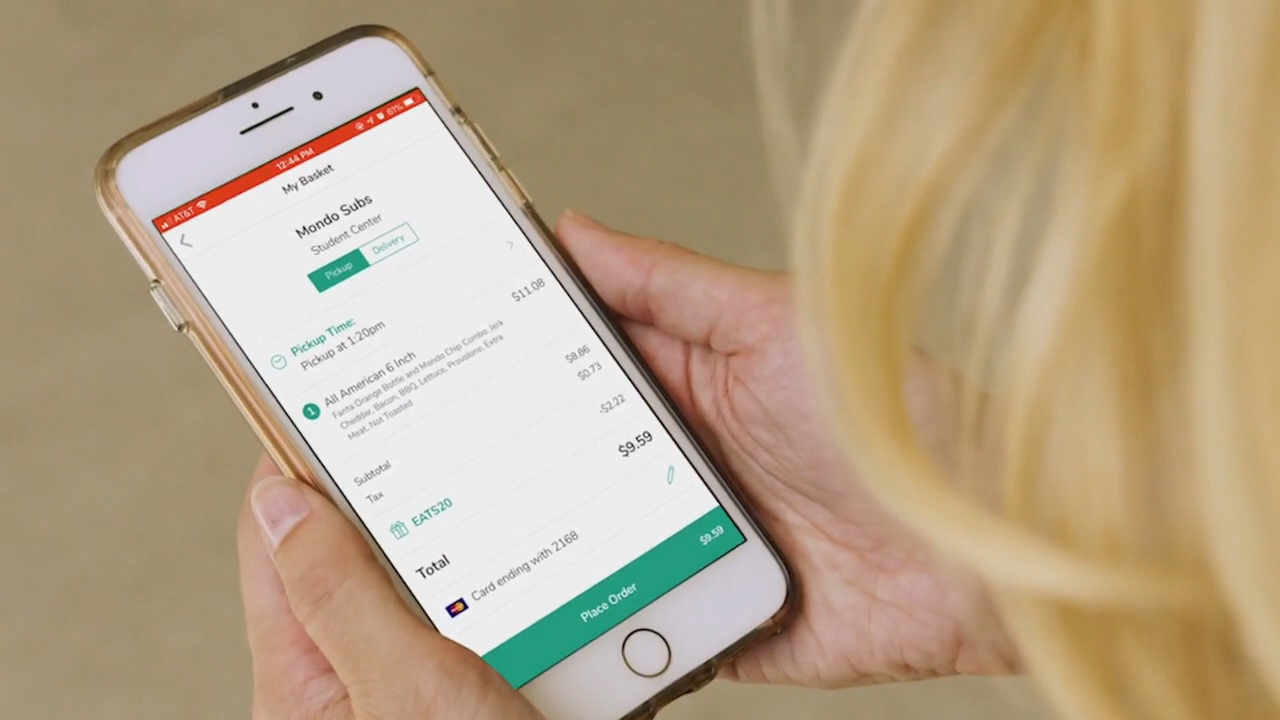 AT&T 12:44 PM 61%
My Basket
Mondo Subs
Student Center
Pickup Delivery
Pickup Time:
Pickup at 1:20pm
1 All American 6 Inch $11.08
Fanta Orange Bottle and Mondo Chip Combo, Jerk
Cheddar, Bacon, BBQ, Lettuce, Provolone, Extra
Meat, Not Toasted
Subtotal $8.86
Tax $0.73
EATS20 -$2.22
Total $9.59
Card ending with 2168
Place Order $9.59